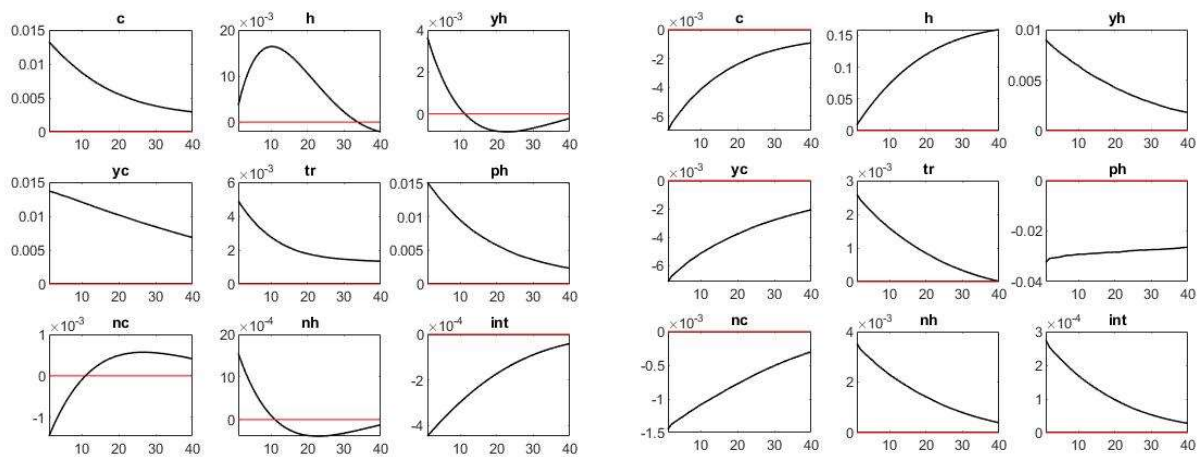 c h yh c h yh
0.015 20 ×10⁻³ 4 ×10⁻³ 0 ×10⁻³ 0.15 0.01
0.01 10 2 -2 0.1 0.005
0.005 0 0 -4 0.05 0
0 -6
10 20 30 40 10 20 30 40 10 20 30 40 10 20 30 40 10 20 30 40 10 20 30 40
yc tr ph yc tr ph
0.015 6 ×10⁻³ 0.015 0 ×10⁻³ 3 ×10⁻³ 0
0.01 4 0.01 -2 2 -0.02
0.005 2 0.005 -4 1 -0.04
0 0 0 -6 0
10 20 30 40 10 20 30 40 10 20 30 40 10 20 30 40 10 20 30 40 10 20 30 40
nc nh int nc nh int
1 ×10⁻³ 20 ×10⁻⁴ 0 ×10⁻⁴ 0 ×10⁻³ 4 ×10⁻³ 3 ×10⁻⁴
0 10 -2 -0.5 2 2
-1 0 -4 -1 0 1
-1.5 0
10 20 30 40 10 20 30 40 10 20 30 40 10 20 30 40 10 20 30 40 10 20 30 40